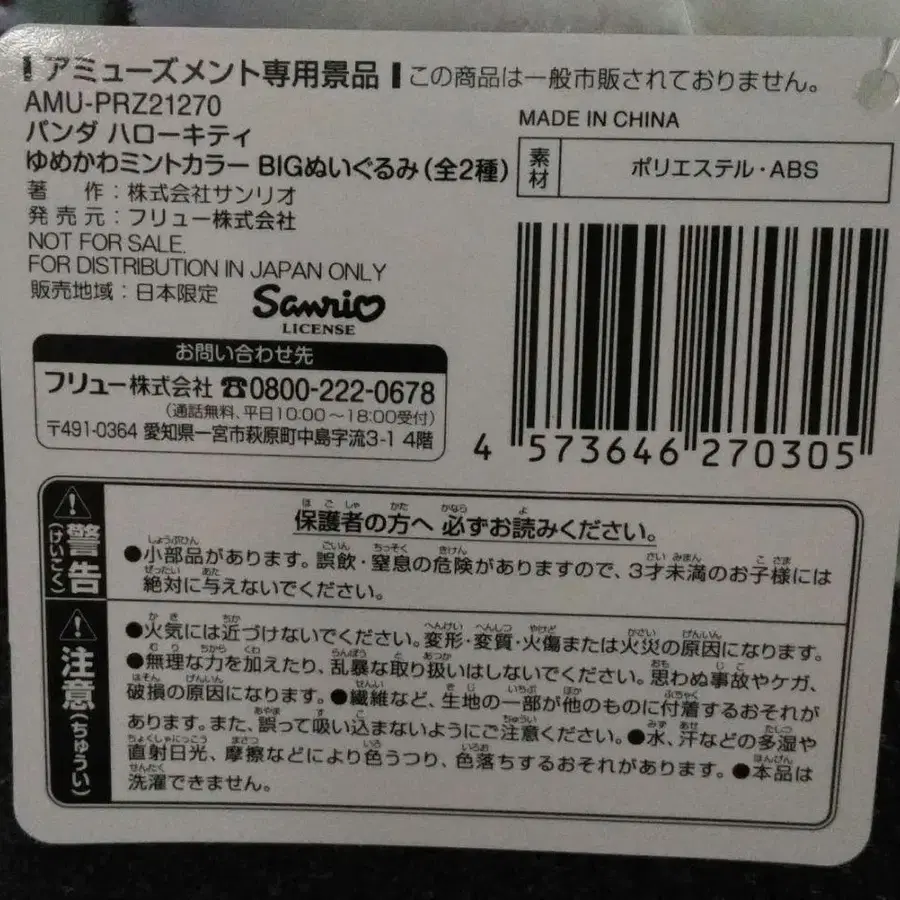 アミューズメント専用景品 この商品は一般市販されておりません。
AMU-PRZ21270
パンダ ハローキティ
ゆめかわミントカラー BIGぬいぐるみ(全2種)
著 作:株式会社サンリオ
発 売 元:フリュー株式会社
NOT FOR SALE.
FOR DISTRIBUTION IN JAPAN ONLY
販売地域:日本限定
Sanrio
LICENSE
MADE IN CHINA
素材 ポリエステル・ABS
お問い合わせ先
フリュー株式会社 ☎0800-222-0678
(通話無料、平日10:00~18:00受付)
〒491-0364 愛知県一宮市萩原町中島字流3-1 4階
4 573646 270305
警告(けいこく)
保護者の方へ 必ずお読みください。
●小部品があります。誤飲・窒息の危険がありますので、3才未満のお子様には
絶対に与えないでください。
注意(ちゅうい)
●火気には近づけないでください。変形・変質・火傷または火災の原因になります。
●無理な力を加えたり、乱暴な取り扱いはしないでください。思わぬ事故やケガ、
破損の原因になります。●繊維など、生地の一部が他のものに付着するおそれが
あります。また、誤って吸い込まないようにご注意ください。●水、汗などの多湿や
直射日光、摩擦などにより色うつり、色落ちするおそれがあります。●本品は
洗濯できません。